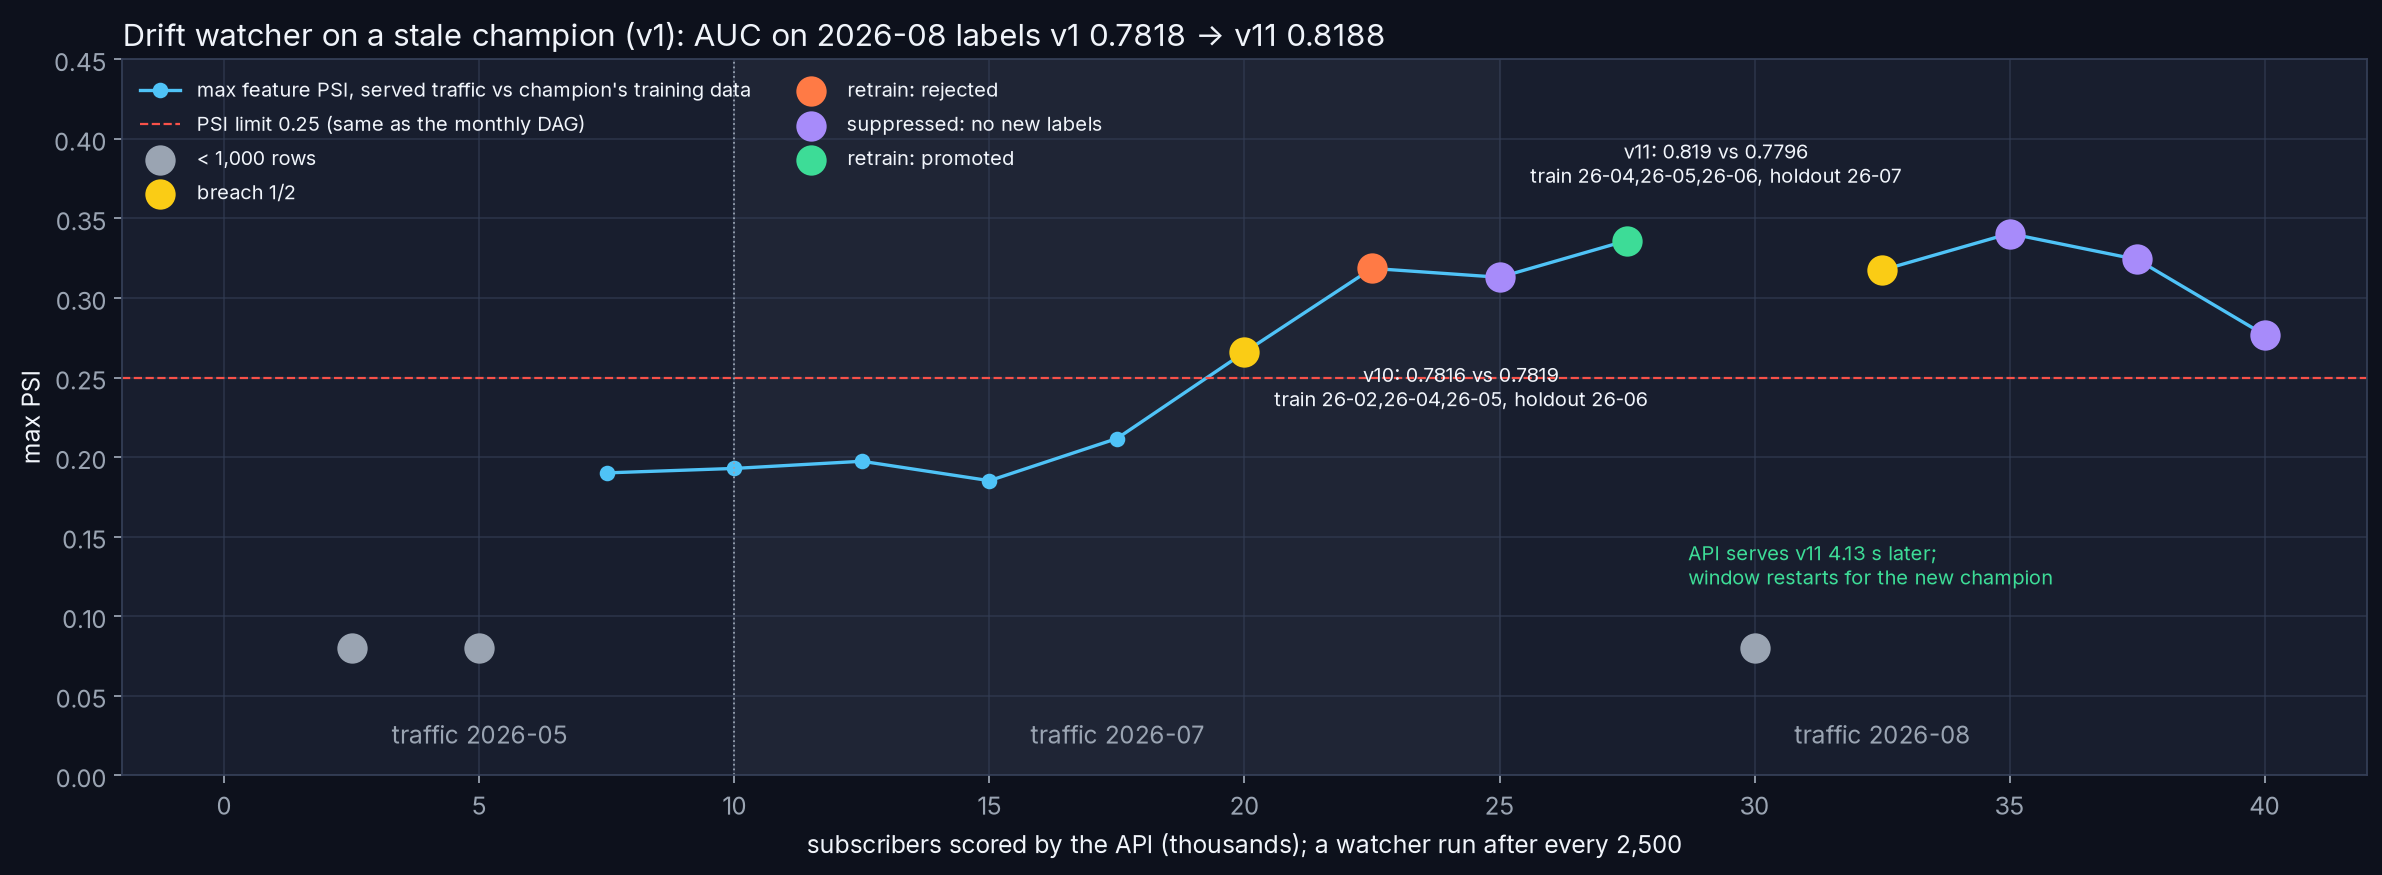 Drift watcher on a stale champion (v1): AUC on 2026-08 labels v1 0.7818 → v11 0.8188
max feature PSI, served traffic vs champion's training data
PSI limit 0.25 (same as the monthly DAG)
< 1,000 rows
breach 1/2
retrain: rejected
suppressed: no new labels
retrain: promoted
v11: 0.819 vs 0.7796
train 26-04,26-05,26-06, holdout 26-07
v10: 0.7816 vs 0.7819
train 26-02,26-04,26-05, holdout 26-06
API serves v11 4.13 s later;
window restarts for the new champion
traffic 2026-05
traffic 2026-07
traffic 2026-08
max PSI
0.45
0.40
0.35
0.30
0.25
0.20
0.15
0.10
0.05
0.00
0 5 10 15 20 25 30 35 40
subscribers scored by the API (thousands); a watcher run after every 2,500